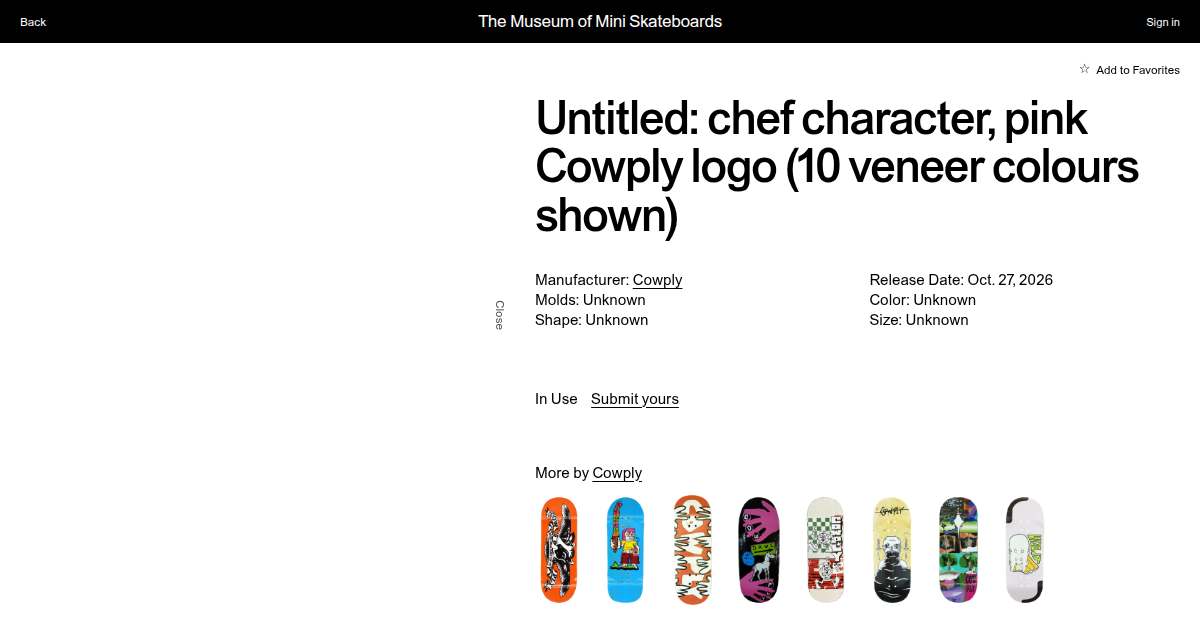 Back
The Museum of Mini Skateboards
Sign in
☆ Add to Favorites
Untitled: chef character, pink
Cowply logo (10 veneer colours
shown)
Manufacturer: Cowply
Molds: Unknown
Shape: Unknown
Release Date: Oct. 27, 2026
Color: Unknown
Size: Unknown
Close
In Use Submit yours
More by Cowply